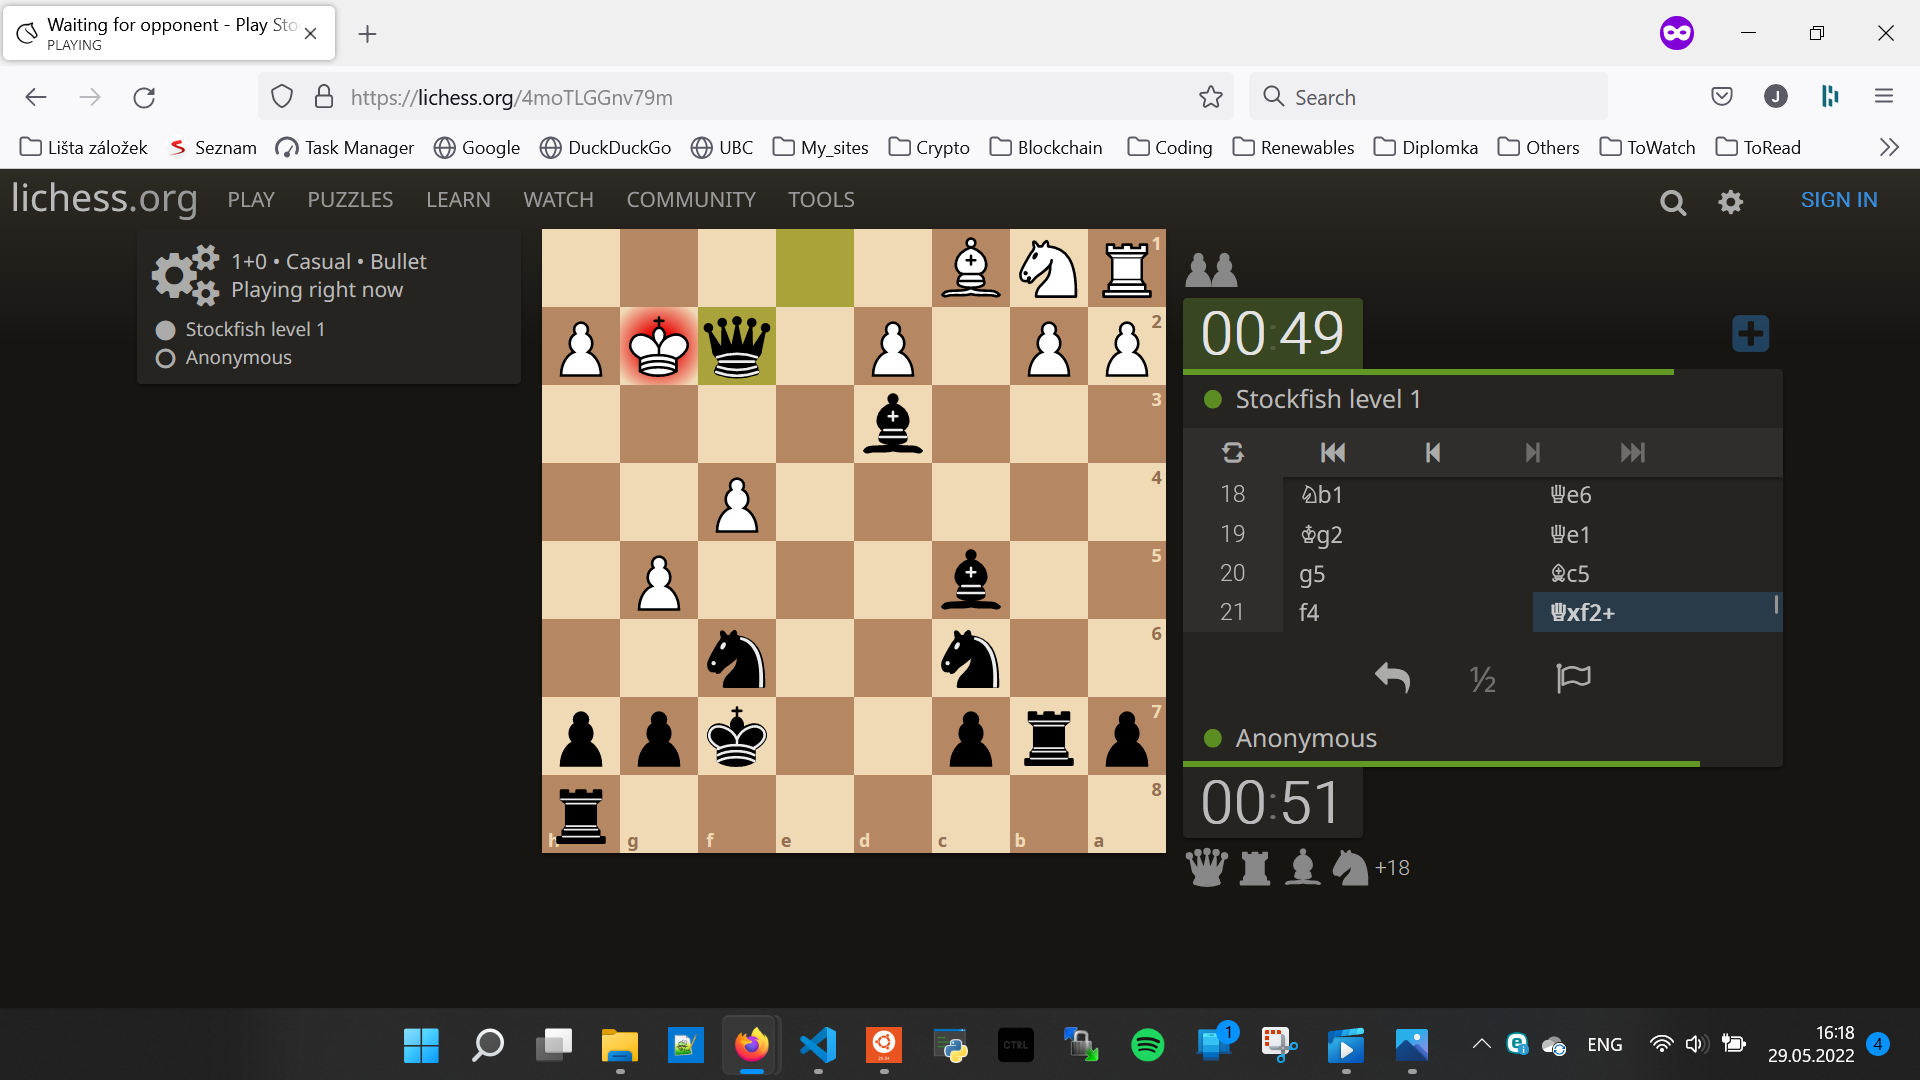 Waiting for opponent - Play Sto
PLAYING
https://lichess.org/4moTLGGnv79m
Search
J
Lišta záložek
Seznam
Task Manager
Google
DuckDuckGo
UBC
My_sites
Crypto
Blockchain
Coding
Renewables
Diplomka
Others
ToWatch
ToRead
lichess.org
PLAY
PUZZLES
LEARN
WATCH
COMMUNITY
TOOLS
SIGN IN
1+0 • Casual • Bullet
Playing right now
Stockfish level 1
Anonymous
1
2
3
4
5
6
7
8
h
g
f
e
d
c
b
a
00:49
Stockfish level 1
18 ♘b1 ♕e6
19 ♔g2 ♕e1
20 g5 ♗c5
21 f4 ♕xf2+
½
Anonymous
00:51
+18
CTRL
1
ENG
16:18
29.05.2022
4